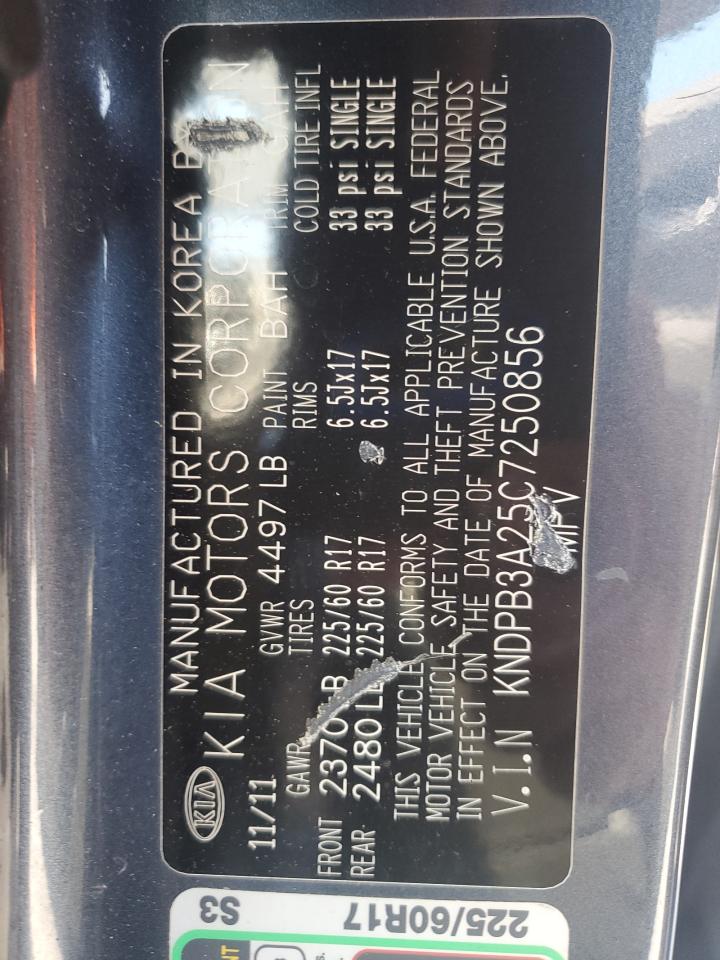 MANUFACTURED IN KOREA BY
KIA
KIA MOTORS CORPORATION
11/11 GVWR 4497 LB PAINT BAH TRIM GAH
GAWR TIRES RIMS COLD TIRE INFL
FRONT 2370 LB 225/60 R17 6.5Jx17 33 psi SINGLE
REAR 2480 LB 225/60 R17 6.5Jx17 33 psi SINGLE
THIS VEHICLE CONFORMS TO ALL APPLICABLE U.S.A. FEDERAL
MOTOR VEHICLE SAFETY AND THEFT PREVENTION STANDARDS
IN EFFECT ON THE DATE OF MANUFACTURE SHOWN ABOVE.
V.I.N KNDPB3A25C7250856
MPV
225/60R17 S3